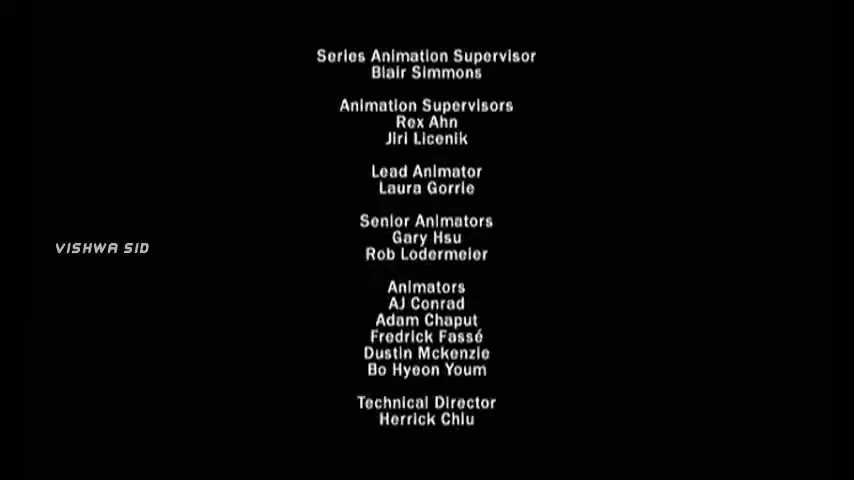 Series Animation Supervisor
Blair Simmons
Animation Supervisors
Rex Ahn
Jiri Licenik
Lead Animator
Laura Gorrie
Senior Animators
Gary Hsu
Rob Lodermeier
VISHWA SID
Animators
AJ Conrad
Adam Chaput
Fredrick Fassé
Dustin Mckenzie
Bo Hyeon Youm
Technical Director
Herrick Chiu